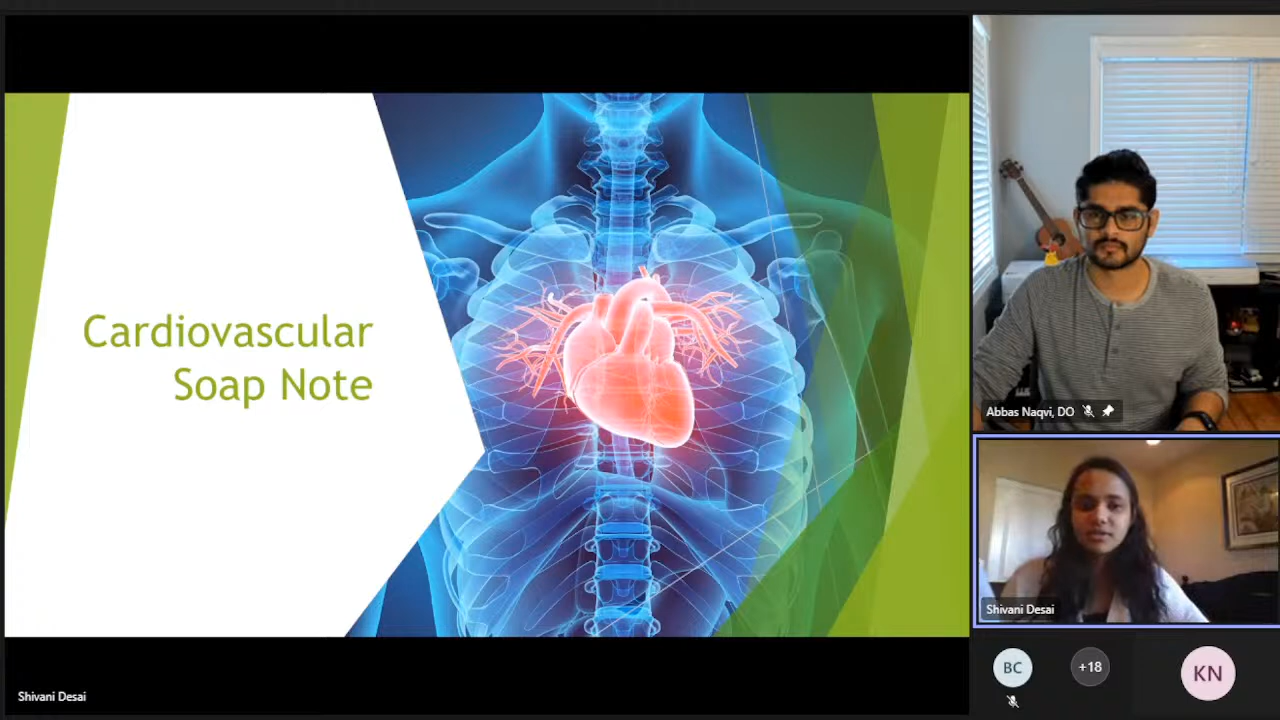 Cardiovascular
Soap Note
Abbas Naqvi, DO
Shivani Desai
BC
+18
KN
Shivani Desai